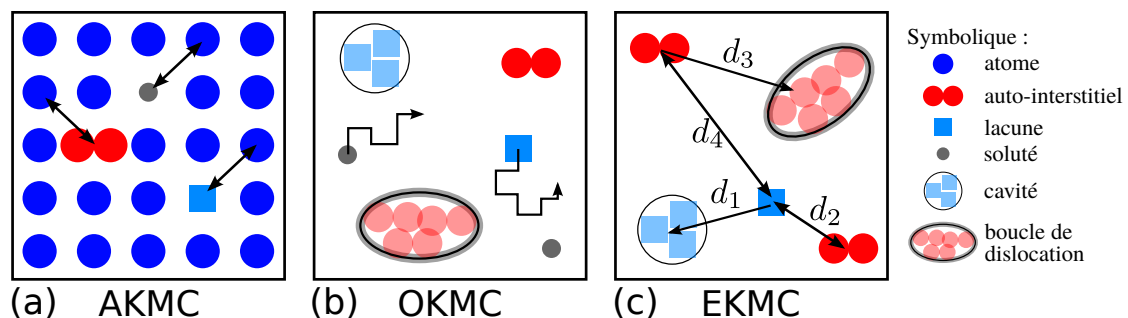 d3
d4
d1
d2
(a) AKMC
(b) OKMC
(c) EKMC
Symbolique :
atome
auto-interstitiel
lacune
soluté
cavité
boucle de
dislocation